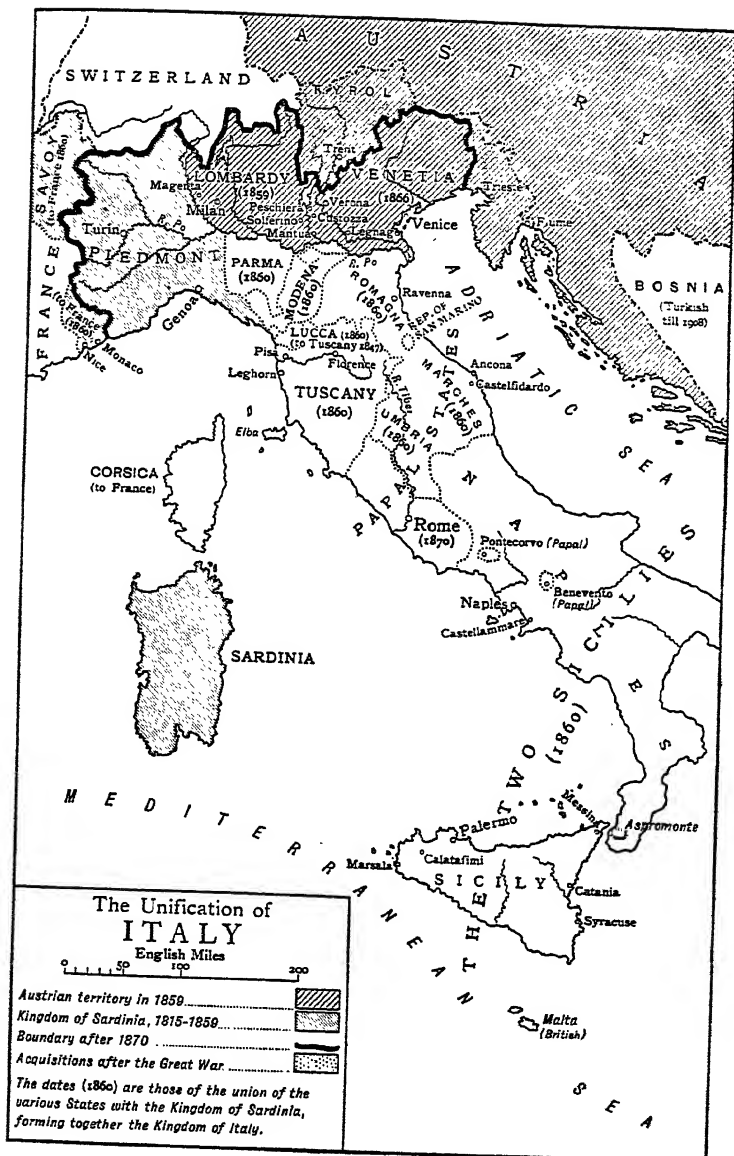 AUSTRIA
SWITZERLAND
TYROL
SAVOY
(to France 1860)
Trent
LOMBARDY
(1859)
VENETIA
(1866)
Trieste
Fiume
Magenta
Milan
Peschiera
Verona
Solferino
Custozza
Mantua
Legnago
Venice
Turin
R. Po
PIEDMONT
PARMA
(1860)
MODENA
(1860)
R. Po
ROMAGNA
(1860)
Ravenna
BOSNIA
(Turkish
till 1908)
FRANCE
(to France
1860)
Genoa
Monaco
Nice
LUCCA (1860)
(to Tuscany 1847)
REP. OF
SAN MARINO
ADRIATIC SEA
Pisa
Florence
Leghorn
TUSCANY
(1860)
R. Tiber
UMBRIA
(1860)
MARCHES
(1860)
Ancona
Castelfidardo
PAPAL STATES
Elba
CORSICA
(to France)
Rome
(1870)
Pontecorvo (Papal)
Benevento
(Papal)
NAPLES
Naples
Castellammare
SARDINIA
THE TWO SICILIES
(1860)
MEDITERRANEAN SEA
Messina
Palermo
Aspromonte
Marsala
Calatafimi
SICILY
Catania
Syracuse
Malta
(British)
The Unification of
ITALY
English Miles
0 50 100 200
Austrian territory in 1859
Kingdom of Sardinia, 1815-1859
Boundary after 1870
Acquisitions after the Great War
The dates (1860) are those of the union of the
various States with the Kingdom of Sardinia,
forming together the Kingdom of Italy.